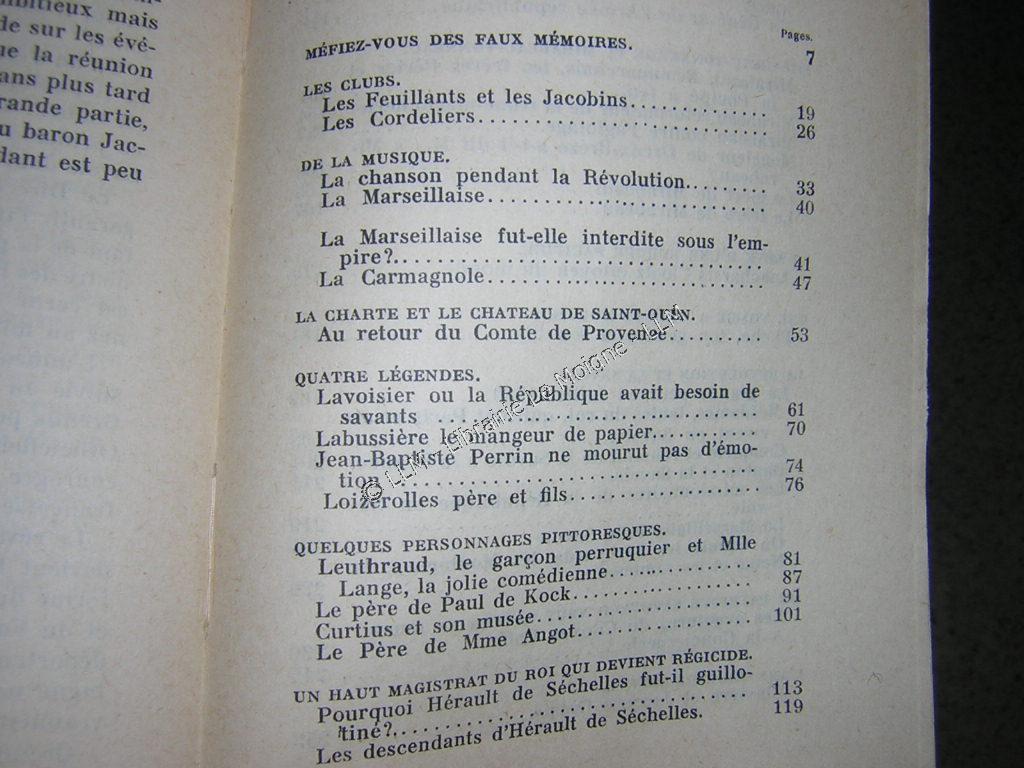 bitieux mais
de sur les évé-
ue la réunion
ans plus tard
rande partie,
u baron Jac-
dant est peu
Pages.
MÉFIEZ-VOUS DES FAUX MÉMOIRES. 7
LES CLUBS.
Les Feuillants et les Jacobins.............. 19
Les Cordeliers............................. 26
DE LA MUSIQUE.
La chanson pendant la Révolution......... 33
La Marseillaise............................ 40
La Marseillaise fut-elle interdite sous l'em-
pire?.................................... 41
La Carmagnole............................ 47
LA CHARTE ET LE CHATEAU DE SAINT-OUEN.
Au retour du Comte de Provence.......... 53
QUATRE LÉGENDES.
Lavoisier ou la République avait besoin de
savants ................................. 61
Labussière le mangeur de papier............ 70
Jean-Baptiste Perrin ne mourut pas d'émo-
tion .................................... 74
Loizerolles père et fils.................... 76
QUELQUES PERSONNAGES PITTORESQUES.
Leuthraud, le garçon perruquier et Mlle
Lange, la jolie comédienne............... 81
Le père de Paul de Kock................... 87
Curtius et son musée...................... 91
Le Père de Mme Angot..................... 101
UN HAUT MAGISTRAT DU ROI QUI DEVIENT RÉGICIDE.
Pourquoi Hérault de Séchelles fut-il guillo-
tiné?.................................... 113
Les descendants d'Hérault de Séchelles. 119
© LLM - Librairie Le Moigne - LLM